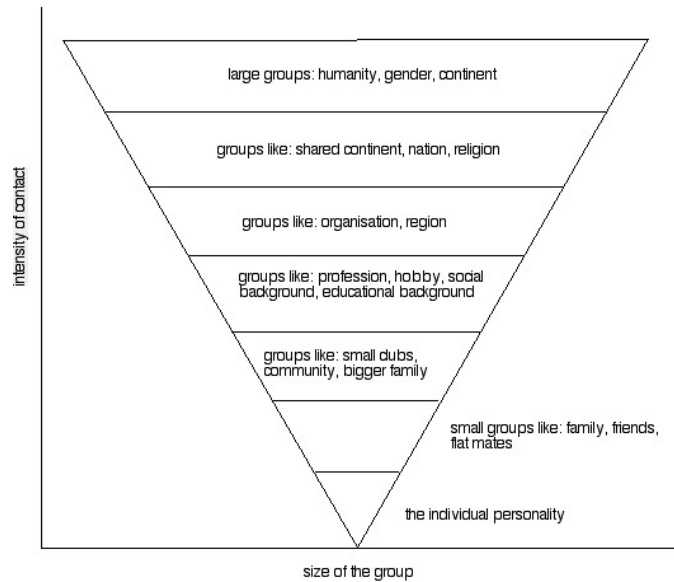 large groups: humanity, gender, continent
groups like: shared continent, nation, religion
groups like: organisation, region
groups like: profession, hobby, social
background, educational background
groups like: small clubs,
community, bigger family
small groups like: family, friends,
flat mates
the individual personality
intensity of contact
size of the group